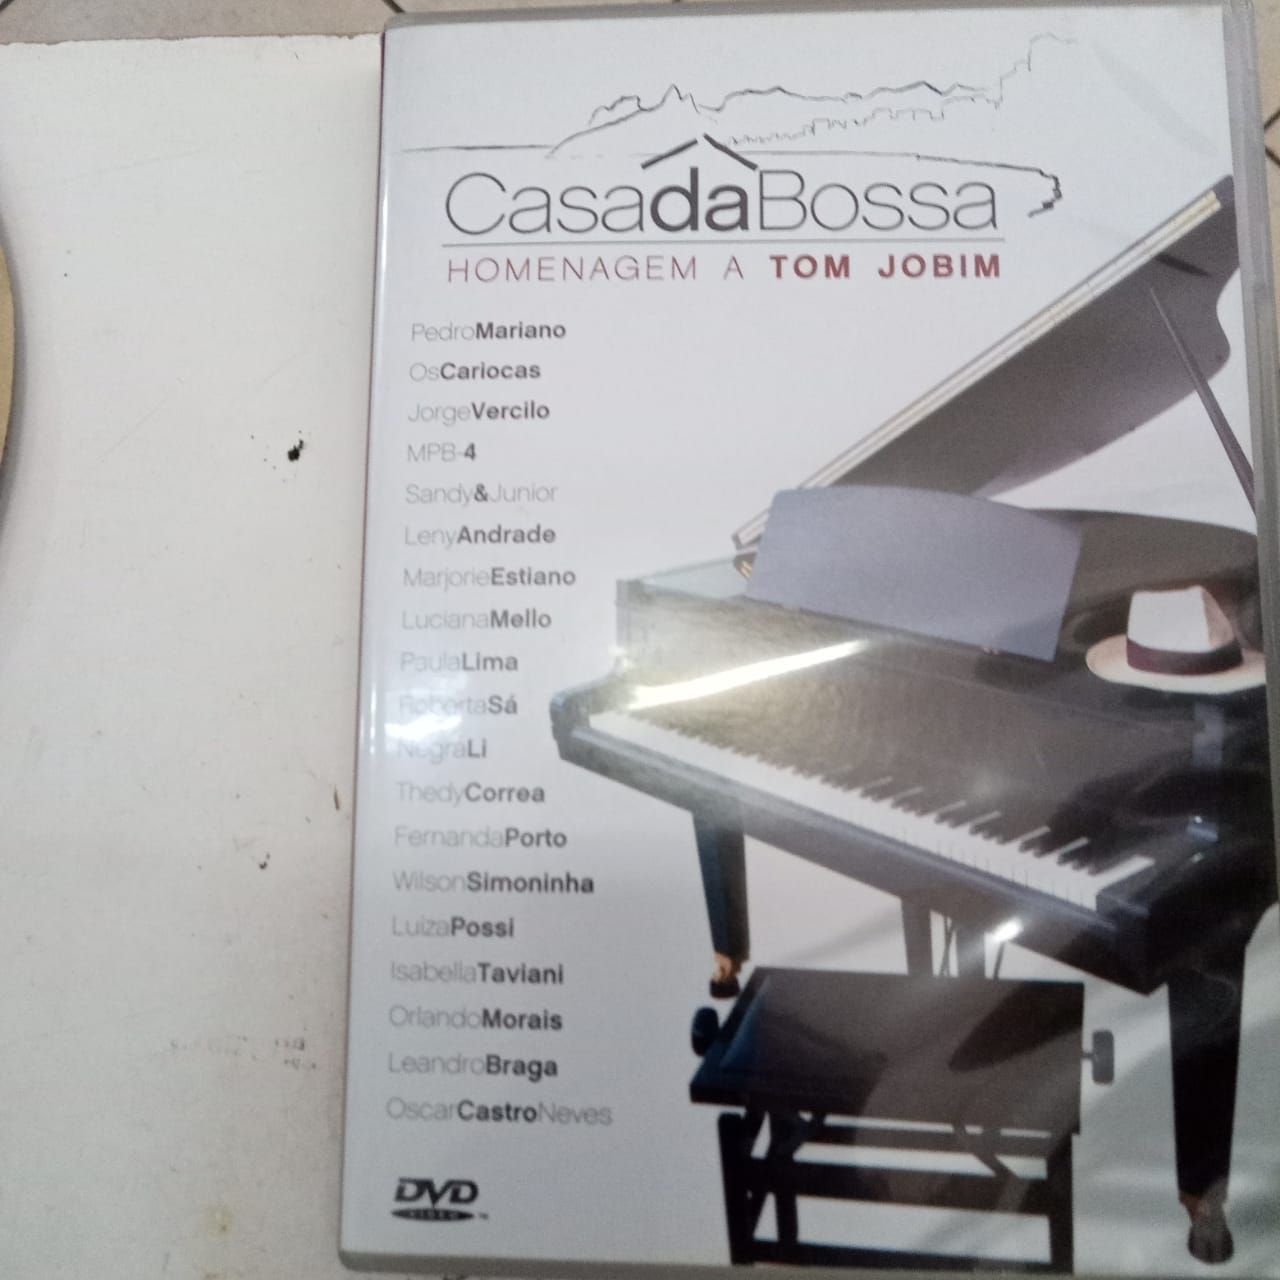 CasadaBossa
HOMENAGEM A TOM JOBIM
PedroMariano
OsCariocas
JorgeVercilo
MPB-4
Sandy&Junior
LenyAndrade
MarjorieEstiano
LucianaMello
PaulaLima
RobertaSá
NegraLi
ThedyCorrea
FernandaPorto
WilsonSimoninha
LuizaPossi
IsabellaTaviani
OrlandoMorais
LeandroBraga
OscarCastroNeves
DVD
VIDEO